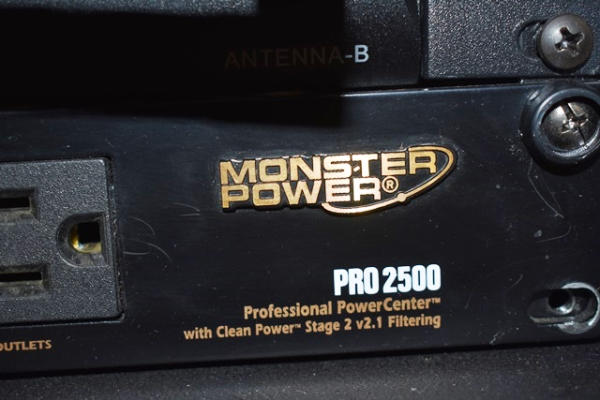 ANTENNA-B
MONSTER
POWER®
PRO 2500
Professional PowerCenter™
with Clean Power™ Stage 2 v2.1 Filtering
OUTLETS